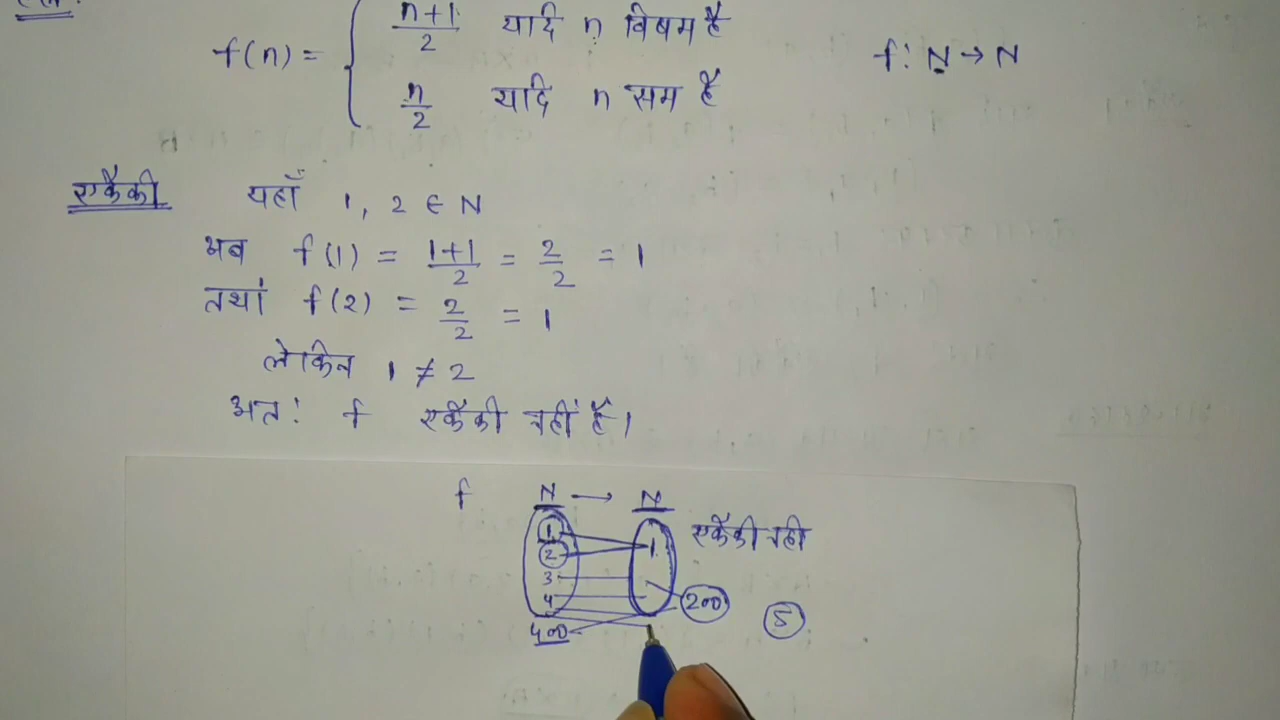 f(n) = { n+1/2 यदि n विषम है
n/2 यदि n सम है
f: N → N
एकैकी यहाँ 1, 2 ∈ N
अब f(1) = 1+1/2 = 2/2 = 1
तथा f(2) = 2/2 = 1
लेकिन 1 ≠ 2
अतः f एकैकी नहीं है।
f N → N
1 1 एकैकी नही
2
3
4 200 5
400